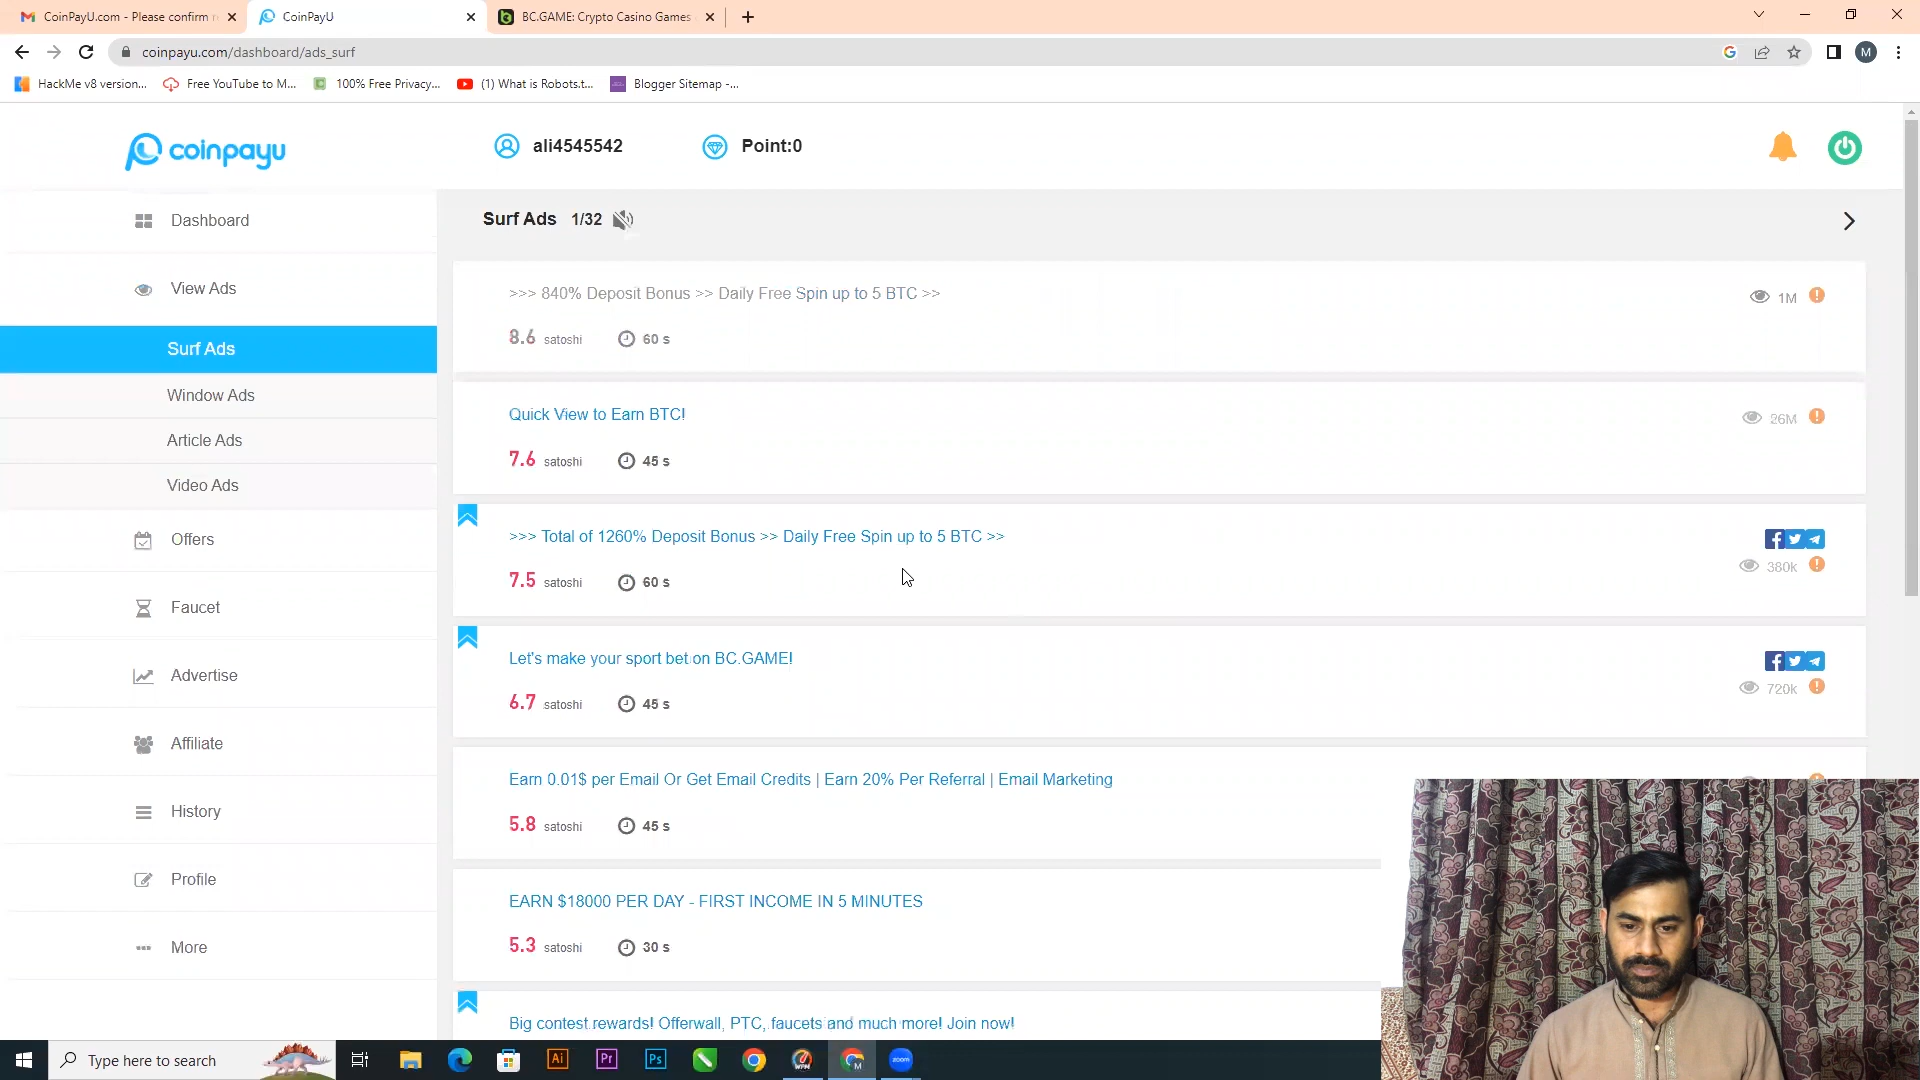 CoinPayU.com - Please confirm
CoinPayU
BC.GAME: Crypto Casino Games
coinpayu.com/dashboard/ads_surf
M
HackMe v8 version...
Free YouTube to M...
100% Free Privacy...
(1) What is Robots.t...
Blogger Sitemap -...
coinpayu
ali4545542
Point:0
Dashboard
View Ads
Surf Ads
Window Ads
Article Ads
Video Ads
Offers
Faucet
Advertise
Affiliate
History
Profile
More
Surf Ads 1/32
>>> 840% Deposit Bonus >> Daily Free Spin up to 5 BTC >>
1M
8.6 satoshi 60 s
Quick View to Earn BTC!
26M
7.6 satoshi 45 s
>>> Total of 1260% Deposit Bonus >> Daily Free Spin up to 5 BTC >>
380k
7.5 satoshi 60 s
Let's make your sport bet on BC.GAME!
720k
6.7 satoshi 45 s
Earn 0.01$ per Email Or Get Email Credits | Earn 20% Per Referral | Email Marketing
5.8 satoshi 45 s
EARN $18000 PER DAY - FIRST INCOME IN 5 MINUTES
5.3 satoshi 30 s
Big contest rewards! Offerwall, PTC, faucets and much more! Join now!
Type here to search
Ai
Pr
Ps
WFM
M
zoom